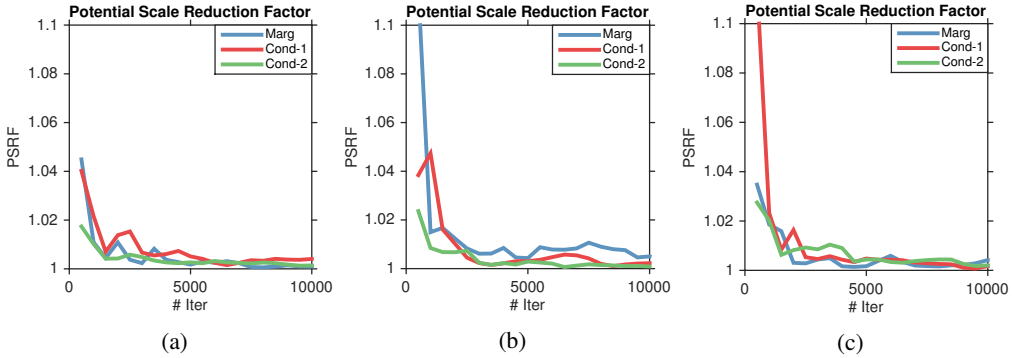 Potential Scale Reduction Factor
1.1
1.08
1.06
1.04
1.02
1
PSRF
Marg
Cond-1
Cond-2
0
5000
10000
# Iter
(a)
Potential Scale Reduction Factor
1.1
1.08
1.06
1.04
1.02
1
PSRF
Marg
Cond-1
Cond-2
0
5000
10000
# Iter
(b)
Potential Scale Reduction Factor
1.1
1.08
1.06
1.04
1.02
1
PSRF
Marg
Cond-1
Cond-2
0
5000
10000
# Iter
(c)